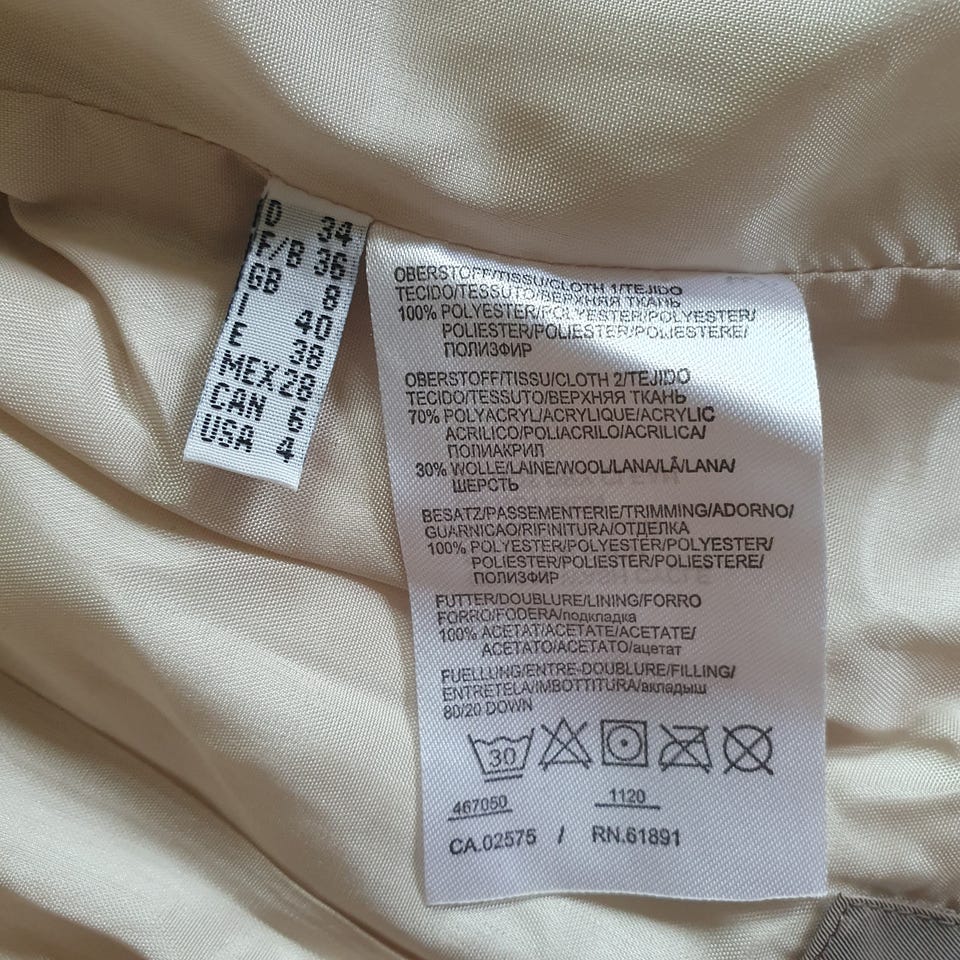 D 34
F/B 36
GB 8
I 40
E 38
MEX 28
CAN 6
USA 4
OBERSTOFF/TISSU/CLOTH 1/TEJIDO
TECIDO/TESSUTO/ВЕРХНЯЯ ТКАНЬ
100% POLYESTER/POLYESTER/POLYESTER/
POLIESTER/POLIESTER/POLIESTERE/
ПОЛИЭФИР
OBERSTOFF/TISSU/CLOTH 2/TEJIDO
TECIDO/TESSUTO/ВЕРХНЯЯ ТКАНЬ
70% POLYACRYL/ACRYLIQUE/ACRYLIC
ACRILICO/POLIACRILO/ACRILICA/
ПОЛИАКРИЛ
30% WOLLE/LAINE/WOOL/LANA/LÃ/LANA/
ШЕРСТЬ
BESATZ/PASSEMENTERIE/TRIMMING/ADORNO/
GUARNICAO/RIFINITURA/ОТДЕЛКА
100% POLYESTER/POLYESTER/POLYESTER/
POLIESTER/POLIESTER/POLIESTERE/
ПОЛИЭФИР
FUTTER/DOUBLURE/LINING/FORRO
FORRO/FODERA/подкладка
100% ACETAT/ACETATE/ACETATE/
ACETATO/ACETATO/ацетат
FUELLUNG/ENTRE-DOUBLURE/FILLING/
ENTRETELA/IMBOTTITURA/вкладыш
80/20 DOWN
30
467050 1120
CA.02575 / RN.61891